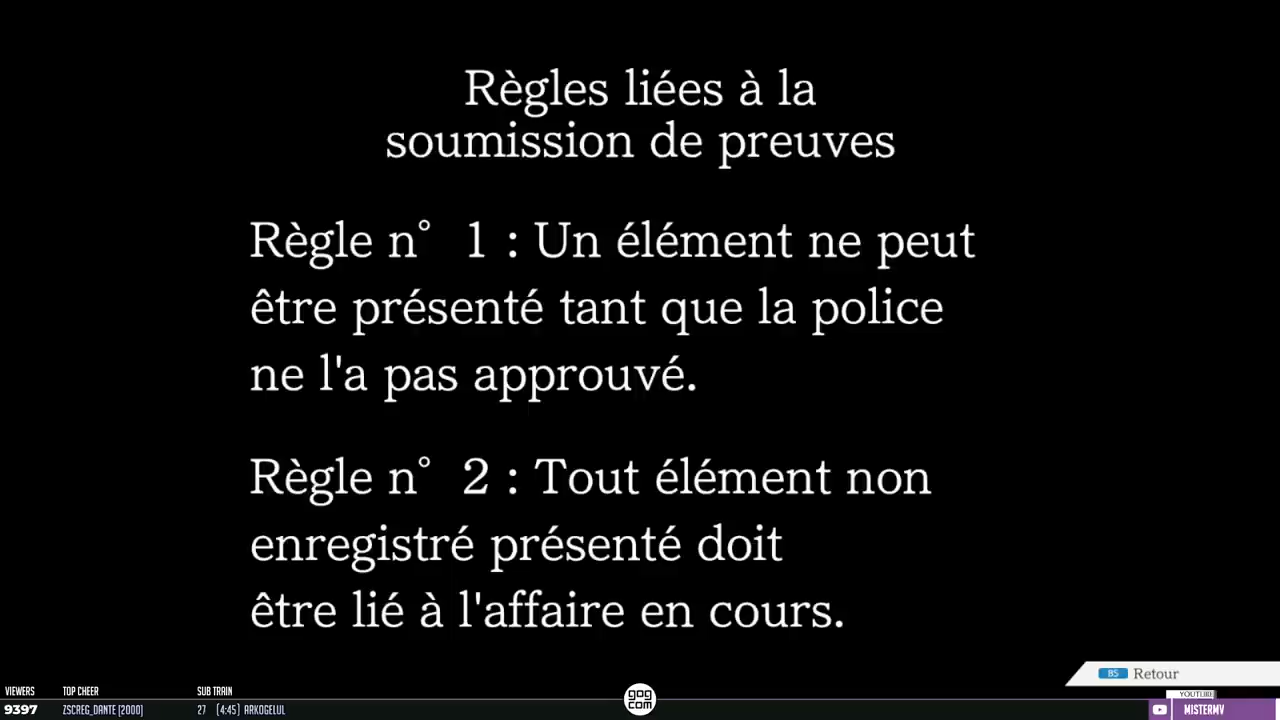 Règles liées à la
soumission de preuves
Règle n° 1 : Un élément ne peut
être présenté tant que la police
ne l'a pas approuvé.
Règle n° 2 : Tout élément non
enregistré présenté doit
être lié à l'affaire en cours.
BS Retour
VIEWERS TOP CHEER SUB TRAIN
9397 ZSCREG_DANTE [2000] 27 [4:45] ARKOGELUL
gog
com
YOUTUBE
MISTERMV